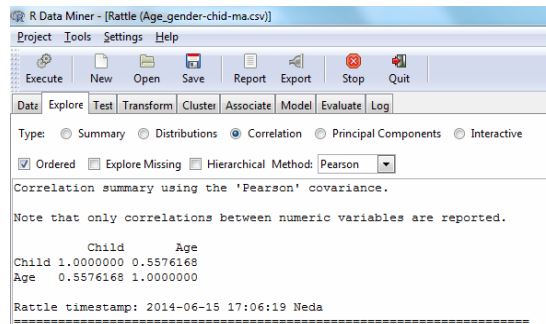 R Data Miner - [Rattle (Age_gender-chid-ma.csv)]
Project Tools Settings Help
Execute New Open Save Report Export Stop Quit
Data Explore Test Transform Cluster Associate Model Evaluate Log
Type: Summary Distributions Correlation Principal Components Interactive
Ordered Explore Missing Hierarchical Method: Pearson
Correlation summary using the 'Pearson' covariance.
Note that only correlations between numeric variables are reported.
Child Age
Child 1.0000000 0.5576168
Age 0.5576168 1.0000000
Rattle timestamp: 2014-06-15 17:06:19 Neda
======================================================================